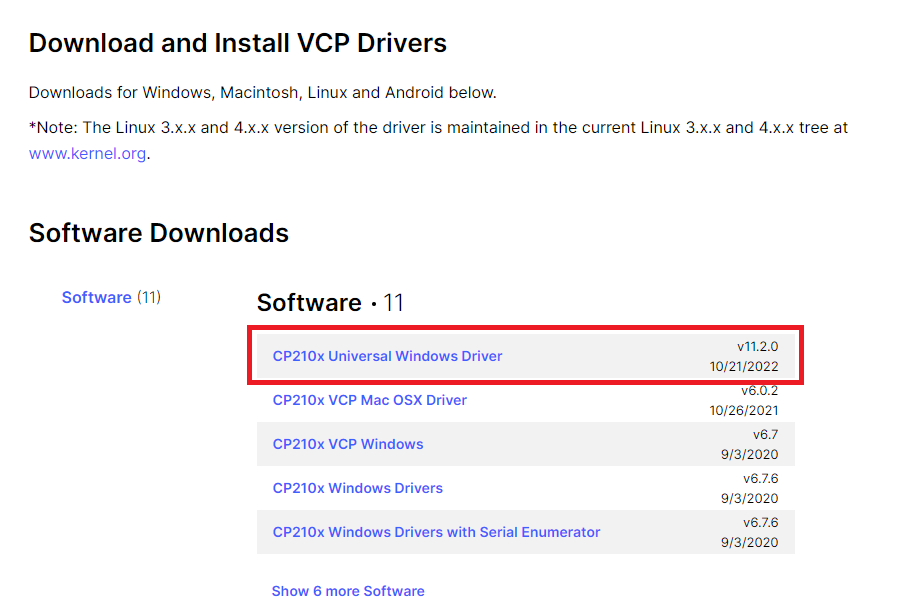 Download and Install VCP Drivers
Downloads for Windows, Macintosh, Linux and Android below.
*Note: The Linux 3.x.x and 4.x.x version of the driver is maintained in the current Linux 3.x.x and 4.x.x tree at
www.kernel.org.
Software Downloads
Software (11)
Software • 11
CP210x Universal Windows Driver
v11.2.0
10/21/2022
CP210x VCP Mac OSX Driver
v6.0.2
10/26/2021
CP210x VCP Windows
v6.7
9/3/2020
CP210x Windows Drivers
v6.7.6
9/3/2020
CP210x Windows Drivers with Serial Enumerator
v6.7.6
9/3/2020
Show 6 more Software